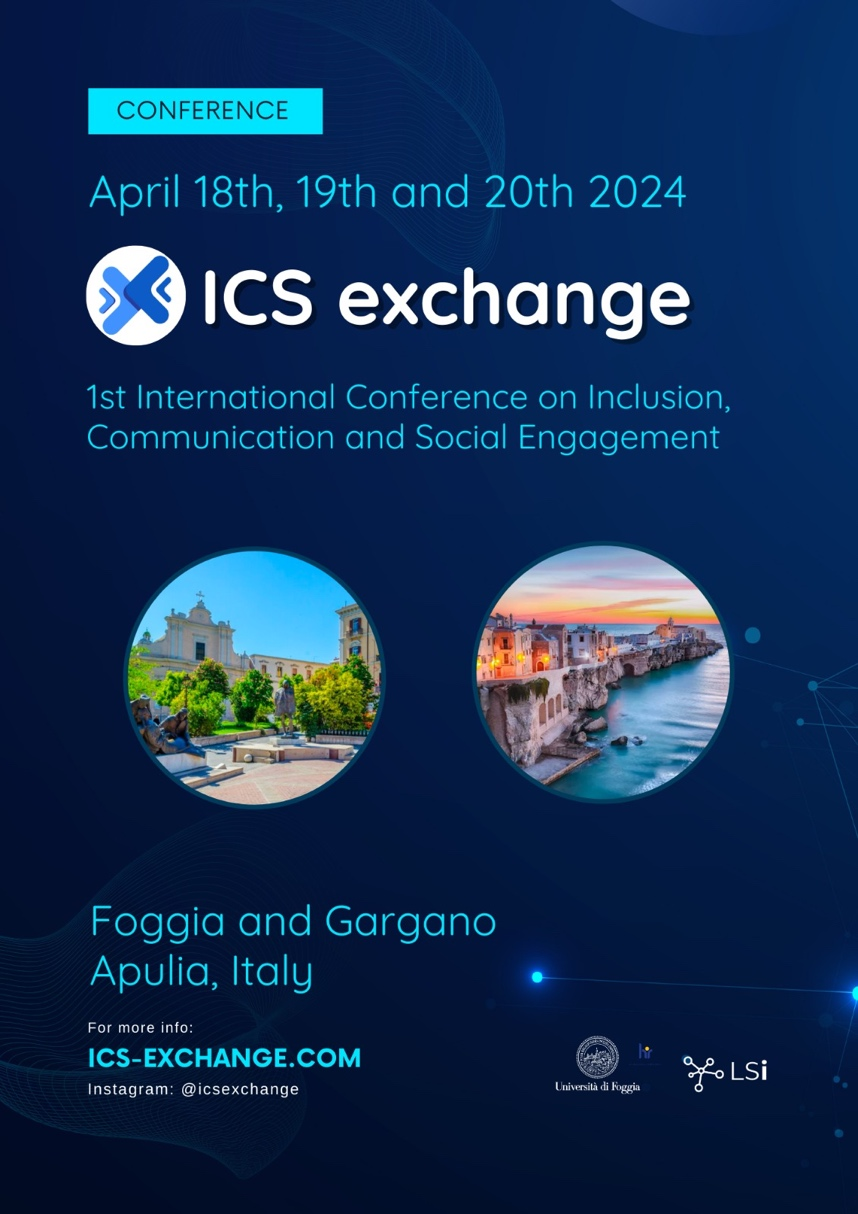 CONFERENCE
April 18th, 19th and 20th 2024
ICS exchange
1st International Conference on Inclusion,
Communication and Social Engagement
Foggia and Gargano
Apulia, Italy
For more info:
ICS-EXCHANGE.COM
Instagram: @icsexchange
Università di Foggia
hr
LSi